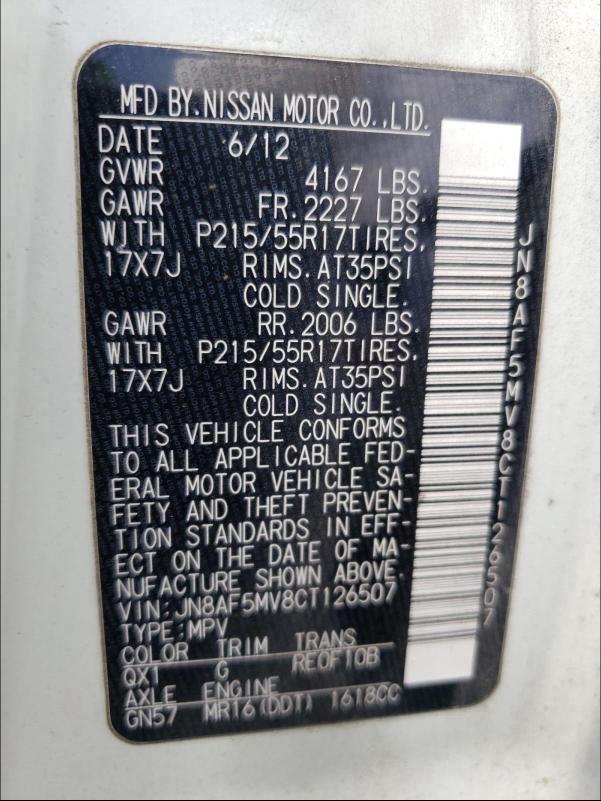 MFD BY.NISSAN MOTOR CO.,LTD.
DATE 6/12
GVWR 4167 LBS.
GAWR FR.2227 LBS.
WITH P215/55R17TIRES,
17X7J RIMS.AT35PSI
COLD SINGLE.
GAWR RR.2006 LBS.
WITH P215/55R17TIRES,
17X7J RIMS.AT35PSI
COLD SINGLE.
THIS VEHICLE CONFORMS
TO ALL APPLICABLE FED-
ERAL MOTOR VEHICLE SA-
FETY AND THEFT PREVEN-
TION STANDARDS IN EFF-
ECT ON THE DATE OF MA-
NUFACTURE SHOWN ABOVE.
VIN:JN8AF5MV8CT126507
TYPE:MPV
COLOR TRIM TRANS
QX1 G RE0F10B
AXLE ENGINE
GN57 MR16(DDT) 1618CC
JN8AF5MV8CT126507